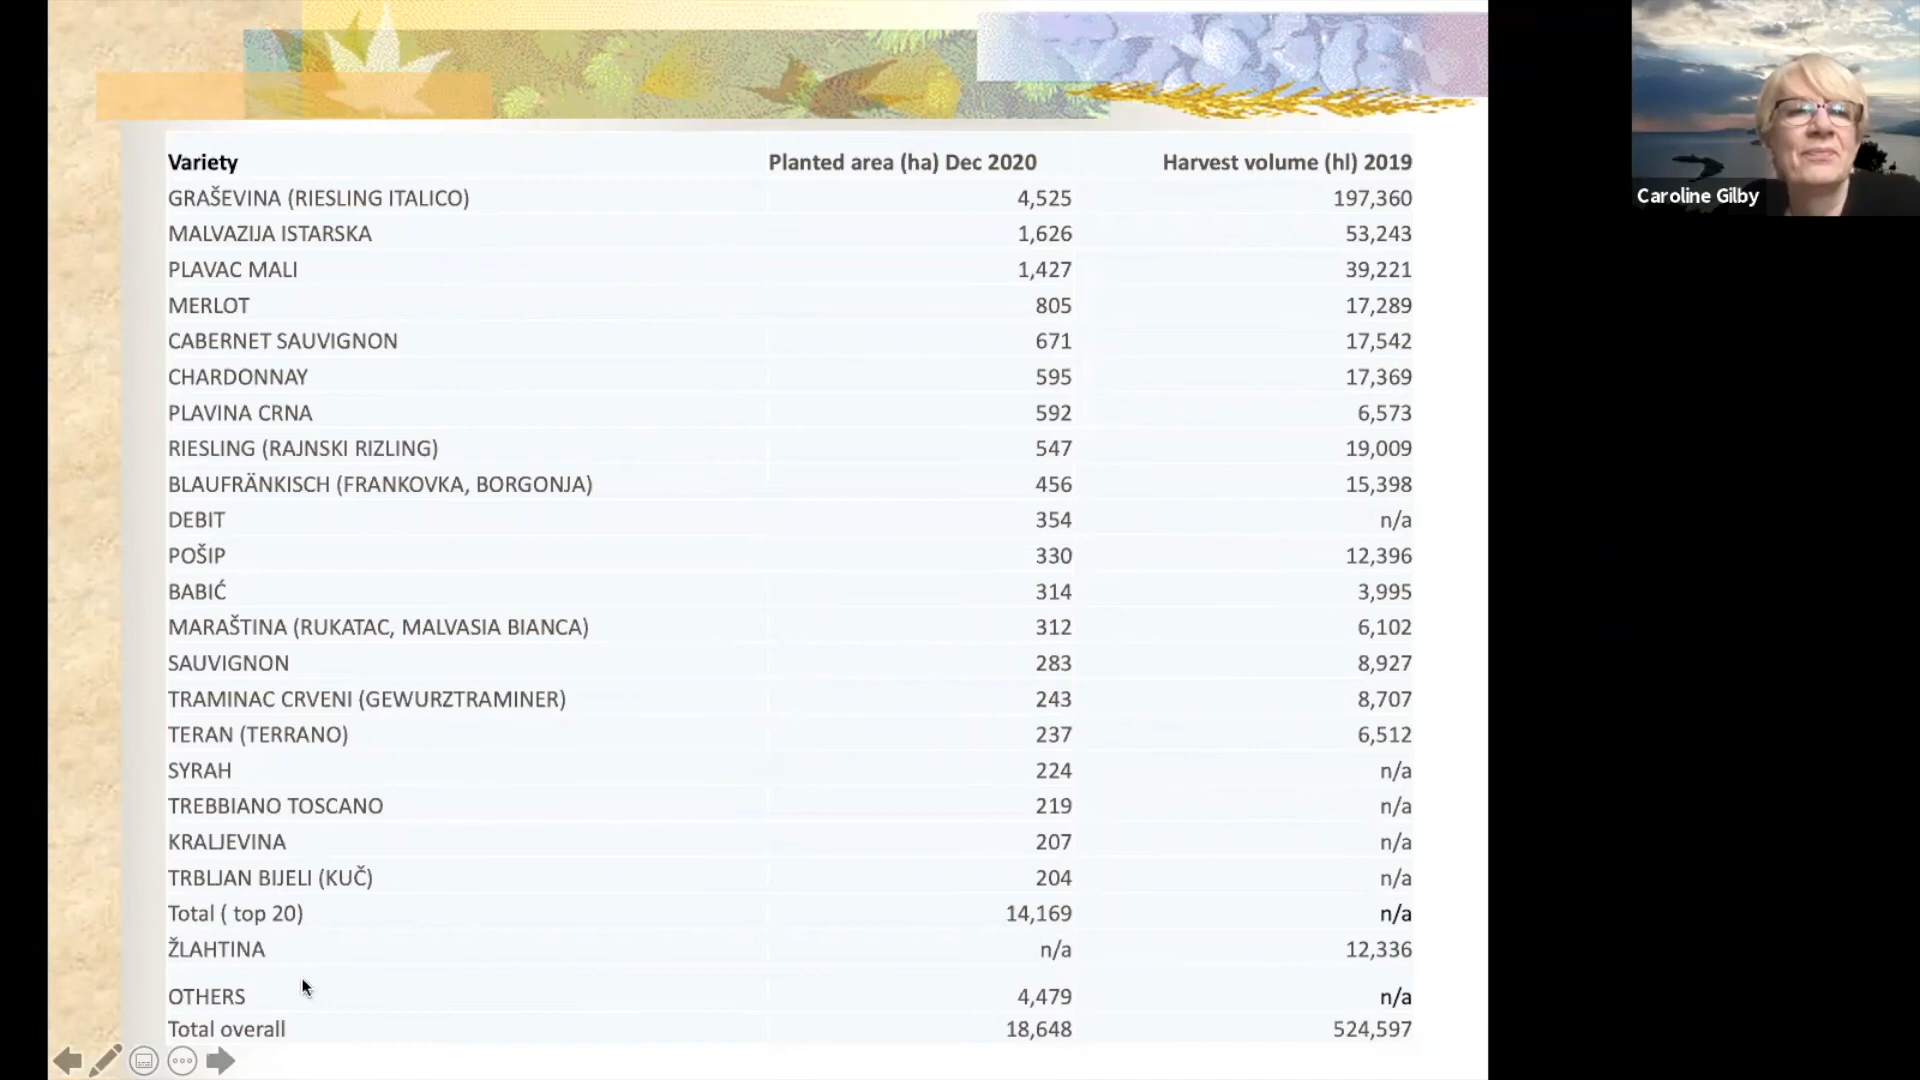 Variety Planted area (ha) Dec 2020 Harvest volume (hl) 2019
GRAŠEVINA (RIESLING ITALICO) 4,525 197,360
MALVAZIJA ISTARSKA 1,626 53,243
PLAVAC MALI 1,427 39,221
MERLOT 805 17,289
CABERNET SAUVIGNON 671 17,542
CHARDONNAY 595 17,369
PLAVINA CRNA 592 6,573
RIESLING (RAJNSKI RIZLING) 547 19,009
BLAUFRÄNKISCH (FRANKOVKA, BORGONJA) 456 15,398
DEBIT 354 n/a
POŠIP 330 12,396
BABIĆ 314 3,995
MARAŠTINA (RUKATAC, MALVASIA BIANCA) 312 6,102
SAUVIGNON 283 8,927
TRAMINAC CRVENI (GEWURZTRAMINER) 243 8,707
TERAN (TERRANO) 237 6,512
SYRAH 224 n/a
TREBBIANO TOSCANO 219 n/a
KRALJEVINA 207 n/a
TRBLJAN BIJELI (KUČ) 204 n/a
Total ( top 20) 14,169 n/a
ŽLAHTINA n/a 12,336
OTHERS 4,479 n/a
Total overall 18,648 524,597
Caroline Gilby